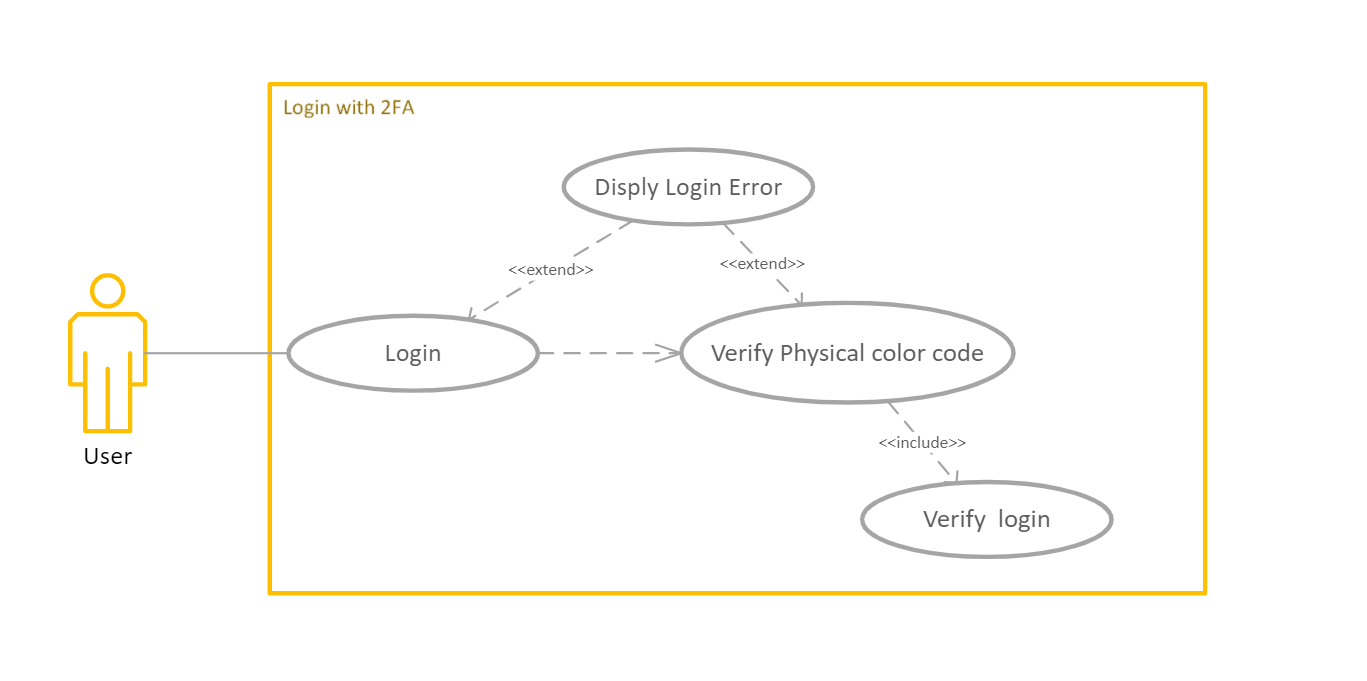 Login with 2FA
Disply Login Error
<<extend>>
<<extend>>
Login
Verify Physical color code
User
<<include>>
Verify  login